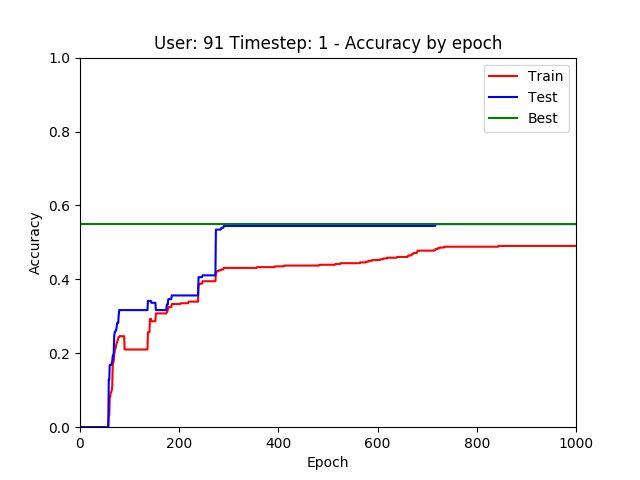 User: 91 Timestep: 1 - Accuracy by epoch
1.0
0.8
0.6
0.4
0.2
0.0
Accuracy
Train
Test
Best
0 200 400 600 800 1000
Epoch